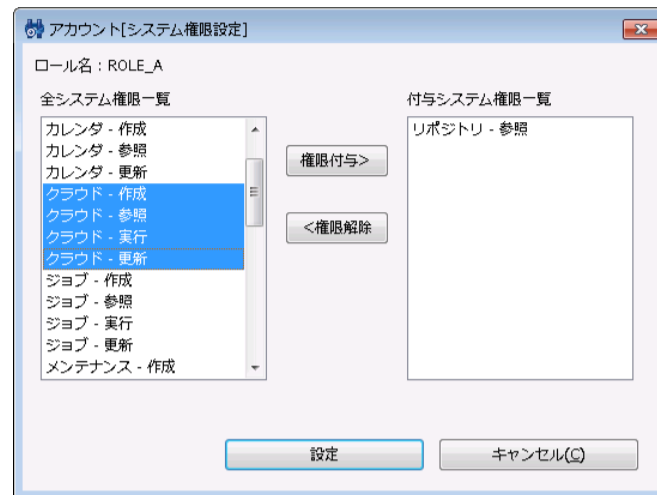 アカウント[システム権限設定]
ロール名：ROLE_A
全システム権限一覧
カレンダ - 作成
カレンダ - 参照
カレンダ - 更新
クラウド - 作成
クラウド - 参照
クラウド - 実行
クラウド - 更新
ジョブ - 作成
ジョブ - 参照
ジョブ - 実行
ジョブ - 更新
メンテナンス - 作成
権限付与>
<権限解除
付与システム権限一覧
リポジトリ - 参照
設定
キャンセル(C)